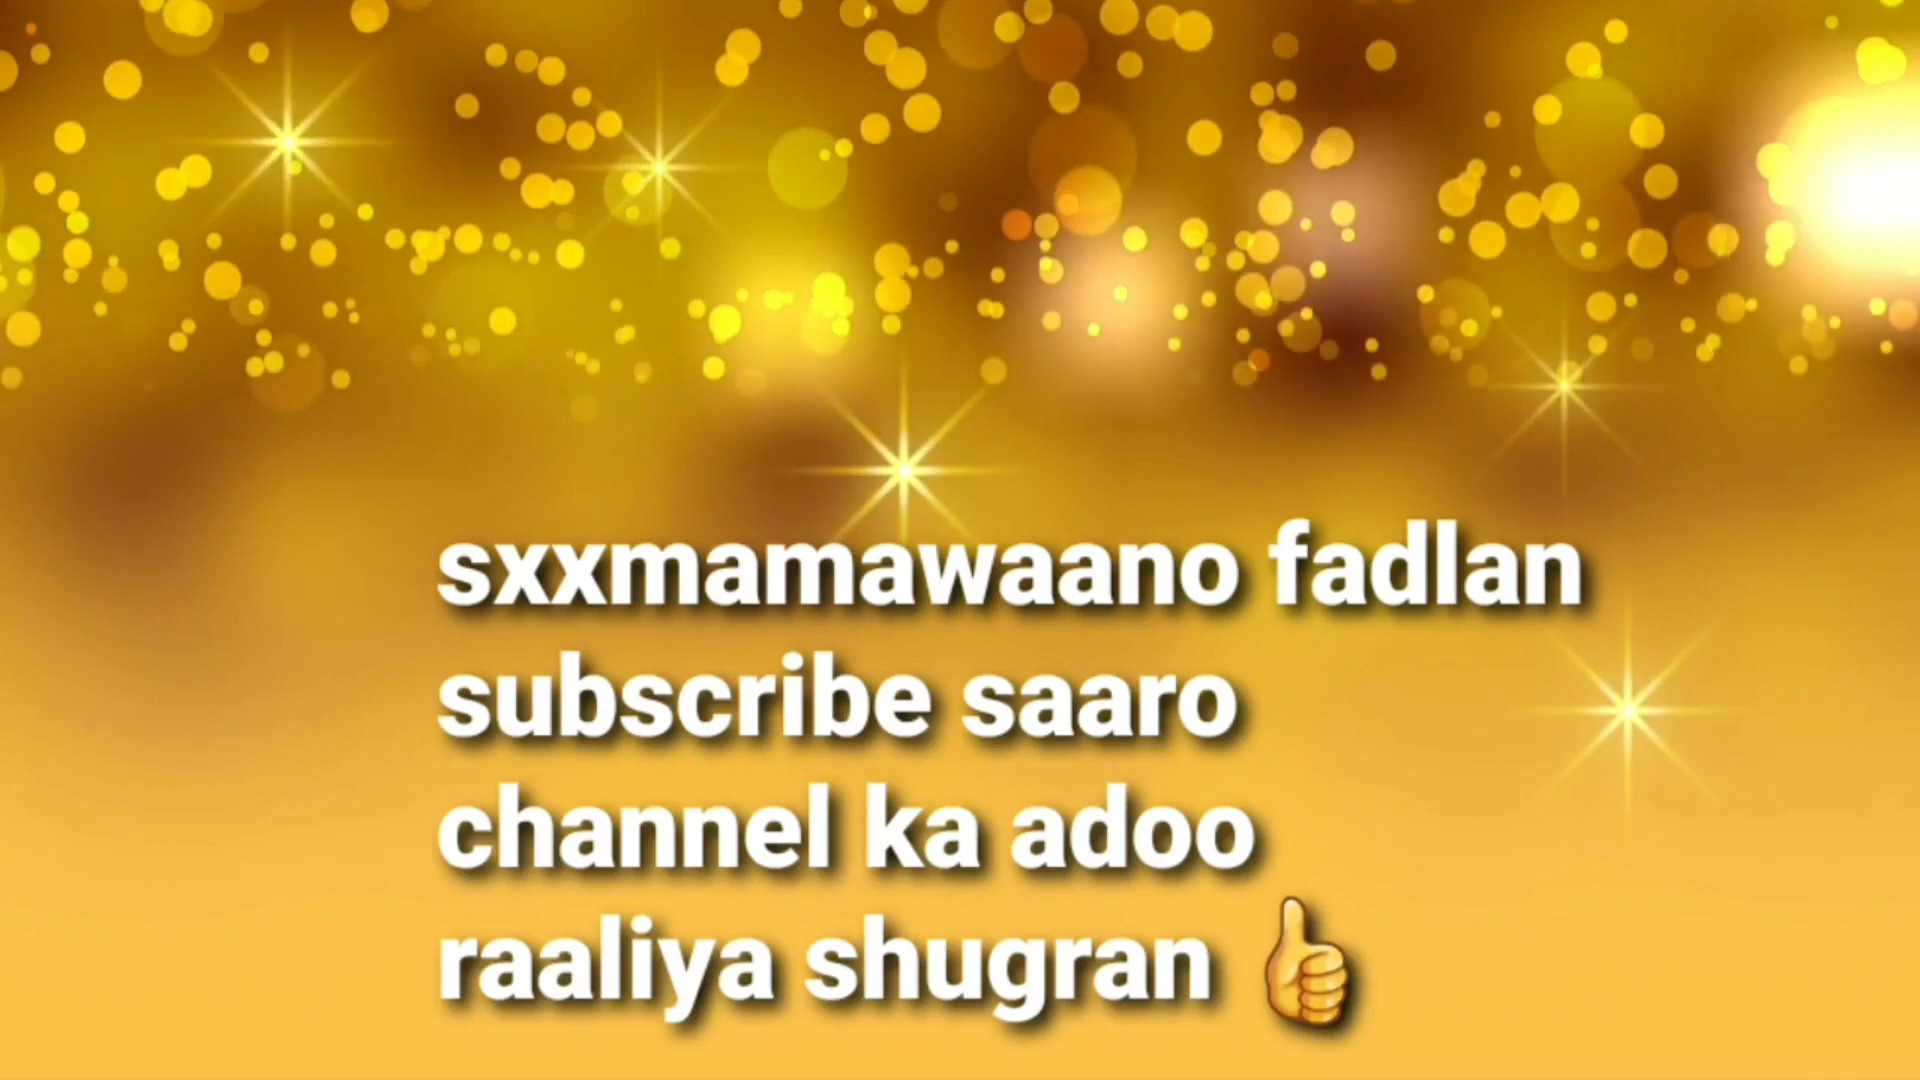 sxxmamawaano fadlan
subscribe saaro
channel ka adoo
raaliya shugran 👍